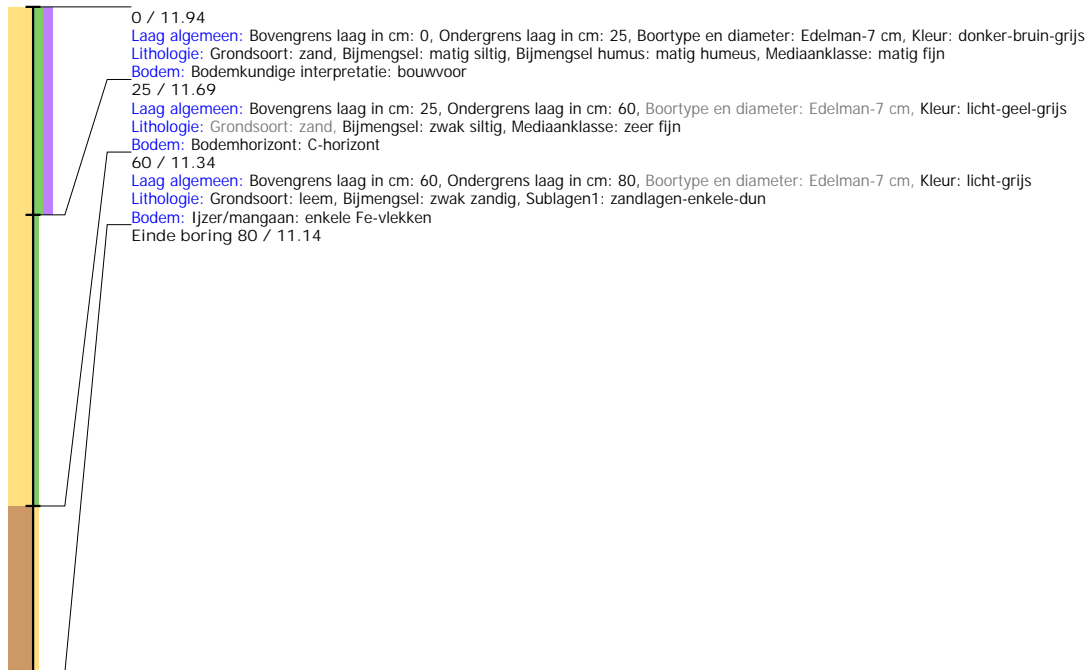 0 / 11.94
Laag algemeen: Bovengrens laag in cm: 0, Ondergrens laag in cm: 25, Boortype en diameter: Edelman-7 cm, Kleur: donker-bruin-grijs
Lithologie: Grondsoort: zand, Bijmengsel: matig siltig, Bijmengsel humus: matig humeus, Mediaanklasse: matig fijn
Bodem: Bodemkundige interpretatie: bouwvoor
25 / 11.69
Laag algemeen: Bovengrens laag in cm: 25, Ondergrens laag in cm: 60, Boortype en diameter: Edelman-7 cm, Kleur: licht-geel-grijs
Lithologie: Grondsoort: zand, Bijmengsel: zwak siltig, Mediaanklasse: zeer fijn
Bodem: Bodemhorizont: C-horizont
60 / 11.34
Laag algemeen: Bovengrens laag in cm: 60, Ondergrens laag in cm: 80, Boortype en diameter: Edelman-7 cm, Kleur: licht-grijs
Lithologie: Grondsoort: leem, Bijmengsel: zwak zandig, Sublagen1: zandlagen-enkele-dun
Bodem: Ijzer/mangaan: enkele Fe-vlekken
Einde boring 80 / 11.14